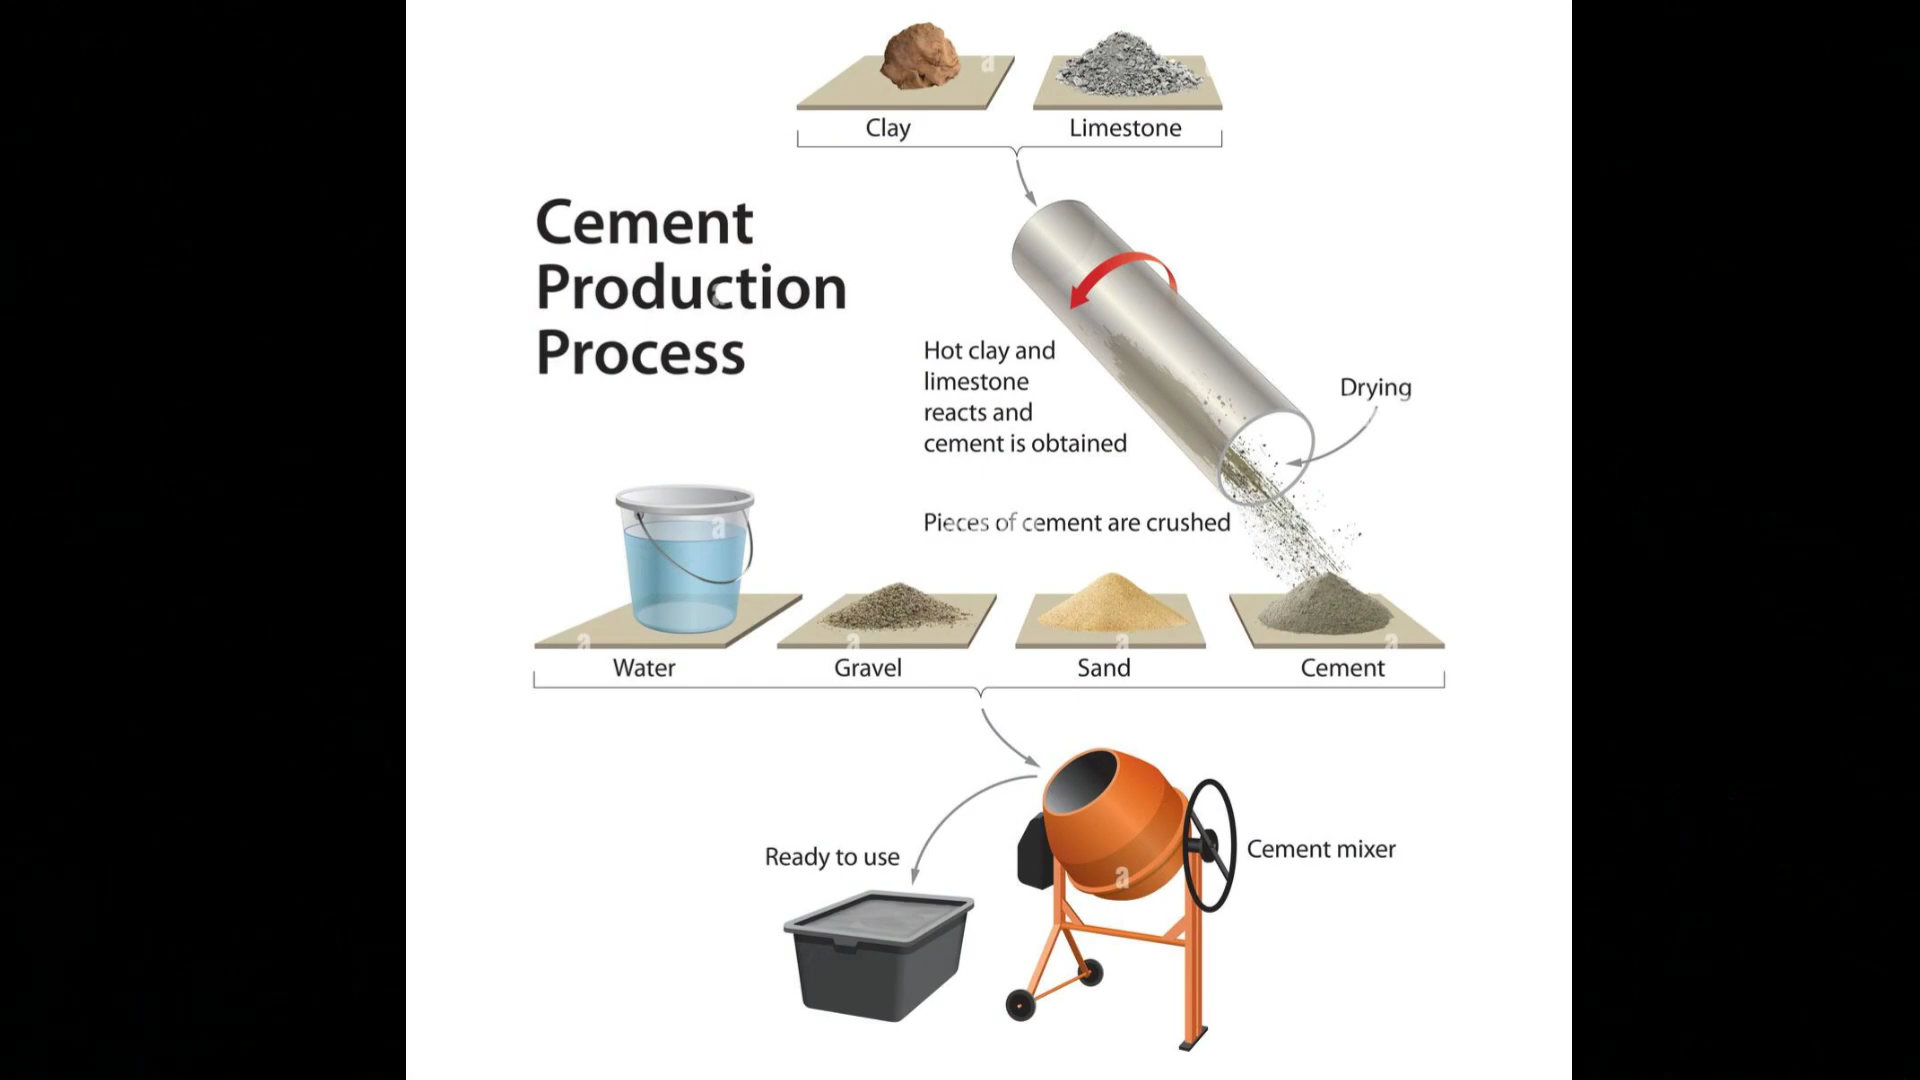 Clay
Limestone
Cement
Production
Process
Hot clay and
limestone
reacts and
cement is obtained
Drying
Pieces of cement are crushed
Water
Gravel
Sand
Cement
Ready to use
Cement mixer
a
a
a
a
a
a
a